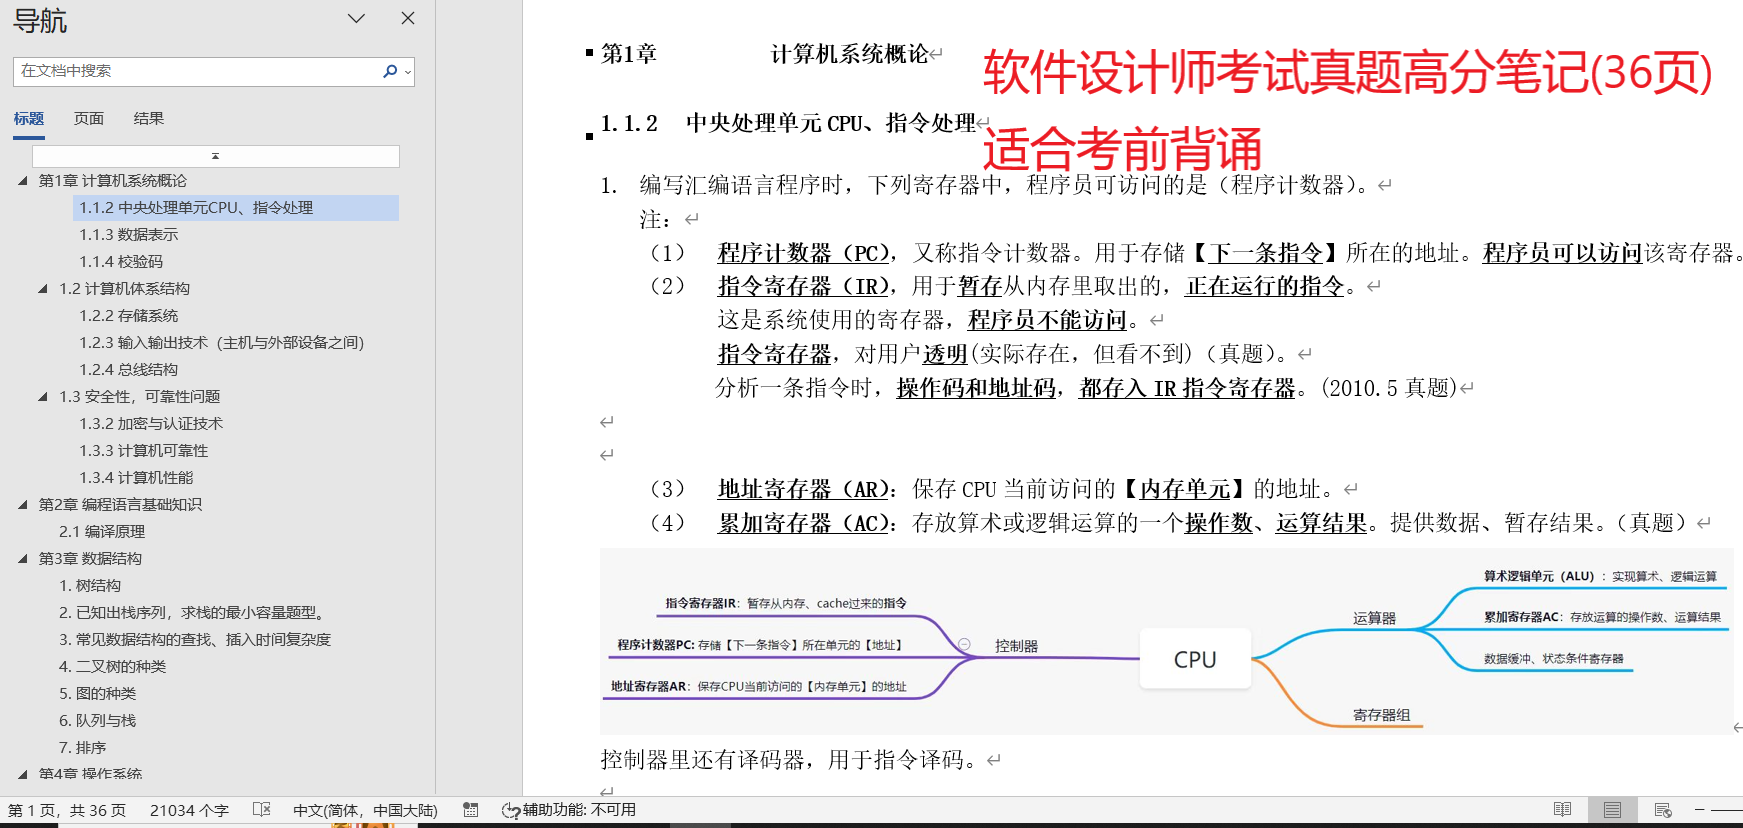 导航
在文档中搜索
标题 页面 结果
第1章 计算机系统概论
1.1.2 中央处理单元CPU、指令处理
1.1.3 数据表示
1.1.4 校验码
1.2 计算机体系结构
1.2.2 存储系统
1.2.3 输入输出技术（主机与外部设备之间）
1.2.4 总线结构
1.3 安全性，可靠性问题
1.3.2 加密与认证技术
1.3.3 计算机可靠性
1.3.4 计算机性能
第2章 编程语言基础知识
2.1 编译原理
第3章 数据结构
1. 树结构
2. 已知出栈序列，求栈的最小容量题型。
3. 常见数据结构的查找、插入时间复杂度
4. 二叉树的种类
5. 图的种类
6. 队列与栈
7. 排序
第4章 操作系统
第1章 计算机系统概论
软件设计师考试真题高分笔记(36页)
适合考前背诵
1.1.2 中央处理单元 CPU、指令处理
1. 编写汇编语言程序时，下列寄存器中，程序员可访问的是（程序计数器）。
注：
（1） 程序计数器（PC），又称指令计数器。用于存储【下一条指令】所在的地址。程序员可以访问该寄存器。
（2） 指令寄存器（IR），用于暂存从内存里取出的，正在运行的指令。
这是系统使用的寄存器，程序员不能访问。
指令寄存器，对用户透明(实际存在，但看不到)（真题）。
分析一条指令时，操作码和地址码，都存入 IR 指令寄存器。(2010.5 真题)
（3） 地址寄存器（AR）：保存 CPU 当前访问的【内存单元】的地址。
（4） 累加寄存器（AC）：存放算术或逻辑运算的一个操作数、运算结果。提供数据、暂存结果。（真题）
指令寄存器IR：暂存从内存、cache过来的指令
程序计数器PC: 存储【下一条指令】所在单元的【地址】
地址寄存器AR：保存CPU当前访问的【内存单元】的地址
控制器
CPU
运算器
算术逻辑单元（ALU）：实现算术、逻辑运算
累加寄存器AC：存放运算的操作数、运算结果
数据缓冲、状态条件寄存器
寄存器组
控制器里还有译码器，用于指令译码。
第 1 页，共 36 页 21034 个字 中文(简体，中国大陆) 辅助功能: 不可用